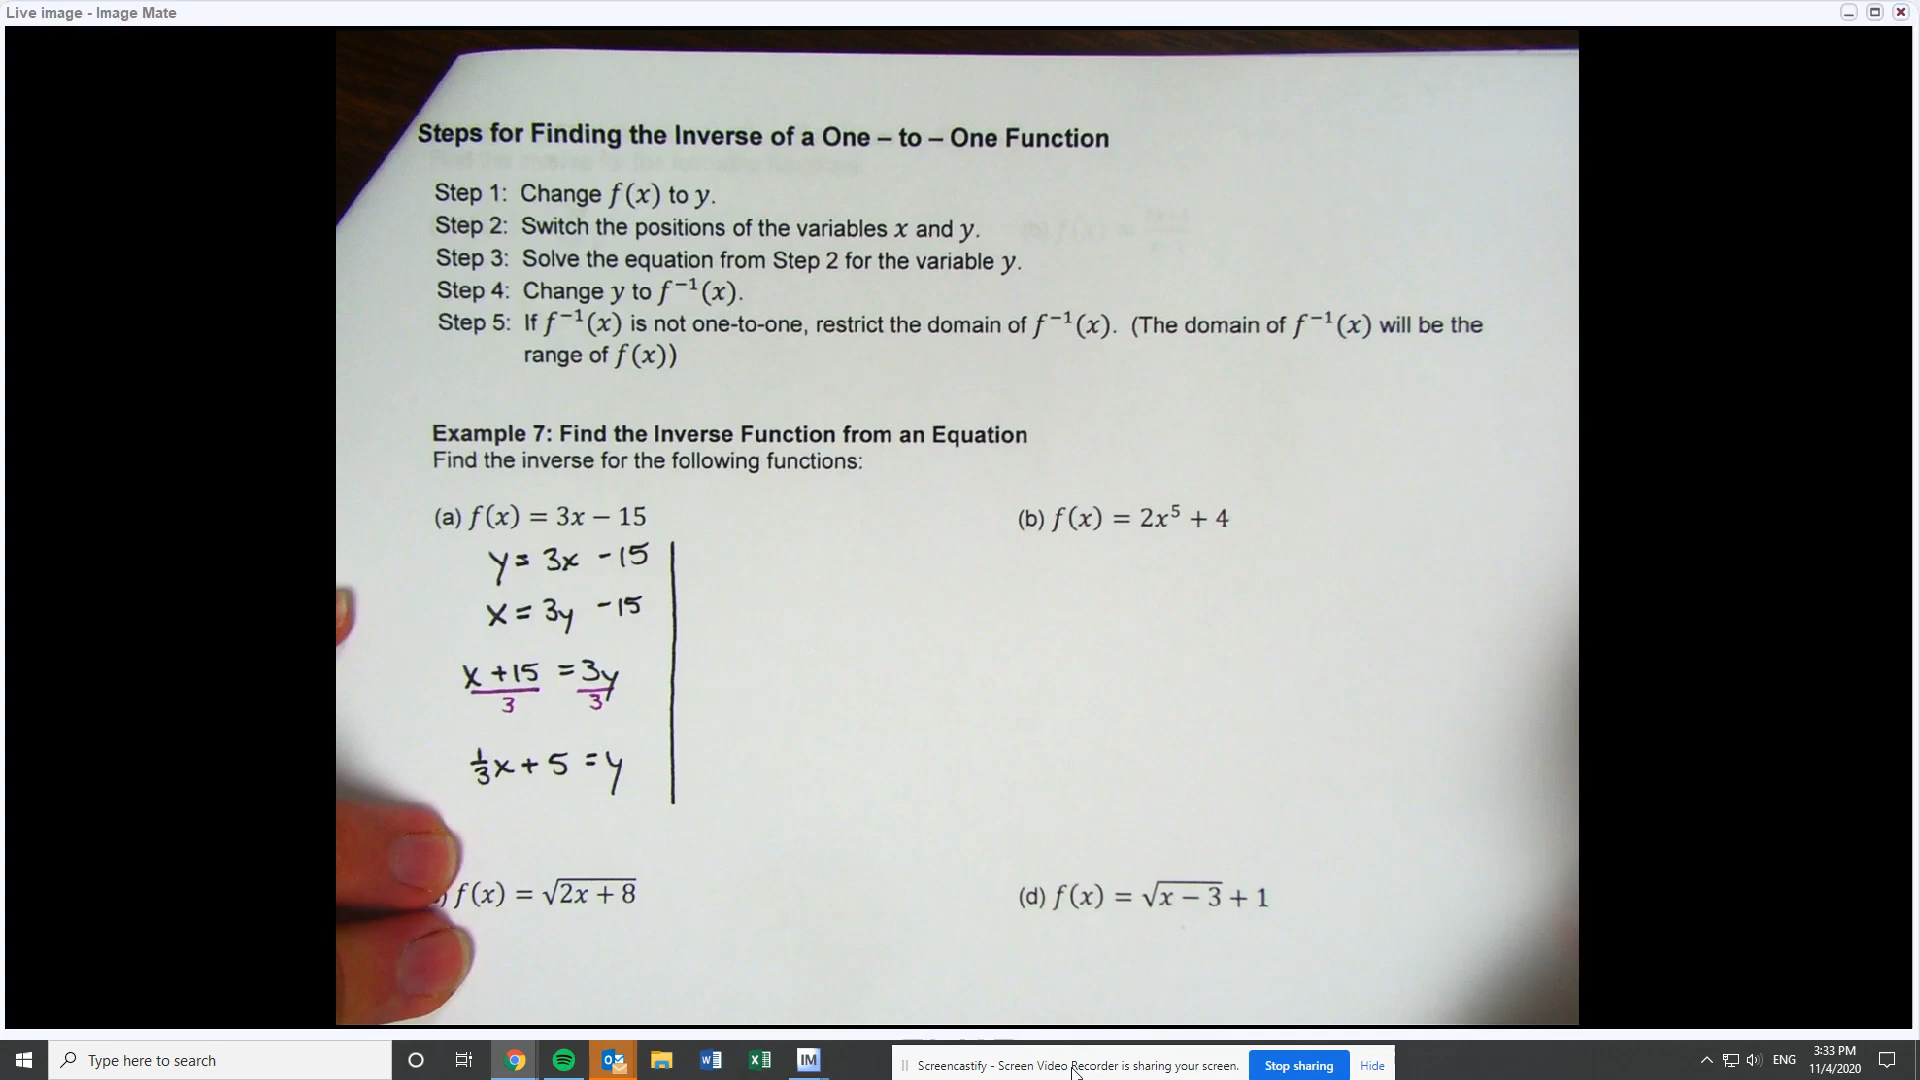 Live image - Image Mate
Steps for Finding the Inverse of a One – to – One Function
Step 1: Change f(x) to y.
Step 2: Switch the positions of the variables x and y.
Step 3: Solve the equation from Step 2 for the variable y.
Step 4: Change y to f⁻¹(x).
Step 5: If f⁻¹(x) is not one-to-one, restrict the domain of f⁻¹(x). (The domain of f⁻¹(x) will be the
range of f(x))
Example 7: Find the Inverse Function from an Equation
Find the inverse for the following functions:
(a) f(x) = 3x – 15
(b) f(x) = 2x⁵ + 4
y = 3x - 15
x = 3y - 15
x + 15 = 3y
3 3
1/3x + 5 = y
) f(x) = √(2x + 8)
(d) f(x) = √(x – 3) + 1
Type here to search
IM
Screencastify - Screen Video Recorder is sharing your screen.
Stop sharing
Hide
ENG
3:33 PM
11/4/2020